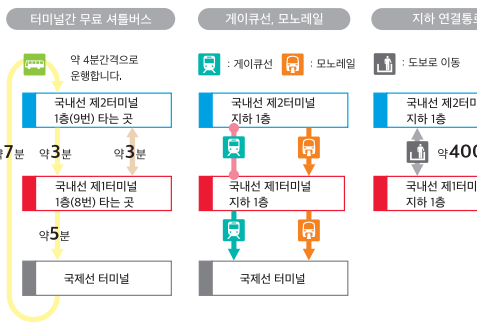 터미널간 무료 셔틀버스
약 4분간격으로
운행합니다.
국내선 제2터미널
1층(9번) 타는 곳
약7분
약3분
약3분
국내선 제1터미널
1층(8번) 타는 곳
약5분
국제선 터미널
게이큐선, 모노레일
: 게이큐선
: 모노레일
국내선 제2터미널
지하 1층
국내선 제1터미널
지하 1층
국제선 터미널
지하 연결통로
: 도보로 이동
국내선 제2터미
지하 1층
약400
국내선 제1터미
지하 1층